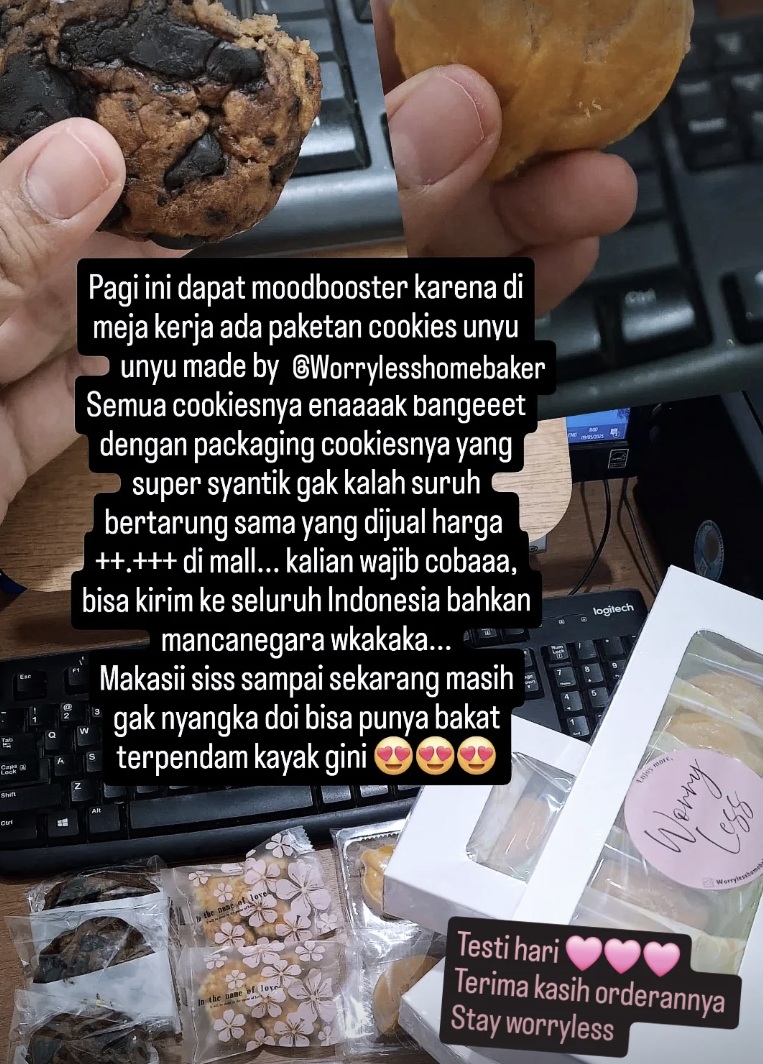 Pagi ini dapat moodbooster karena di
meja kerja ada paketan cookies unyu
unyu made by @Worrylesshomebaker
Semua cookiesnya enaaaak bangeeet
dengan packaging cookiesnya yang
super syantik gak kalah suruh
bertarung sama yang dijual harga
++.+++ di mall... kalian wajib cobaaa,
bisa kirim ke seluruh Indonesia bahkan
mancanegara wkakaka...
Makasii siss sampai sekarang masih
gak nyangka doi bisa punya bakat
terpendam kayak gini 😍😍😍
logitech
Enjoy more,
Worry
Less
In the name of love
In the name of love
Testi hari 🩷🩷🩷
Terima kasih orderannya
Stay worryless